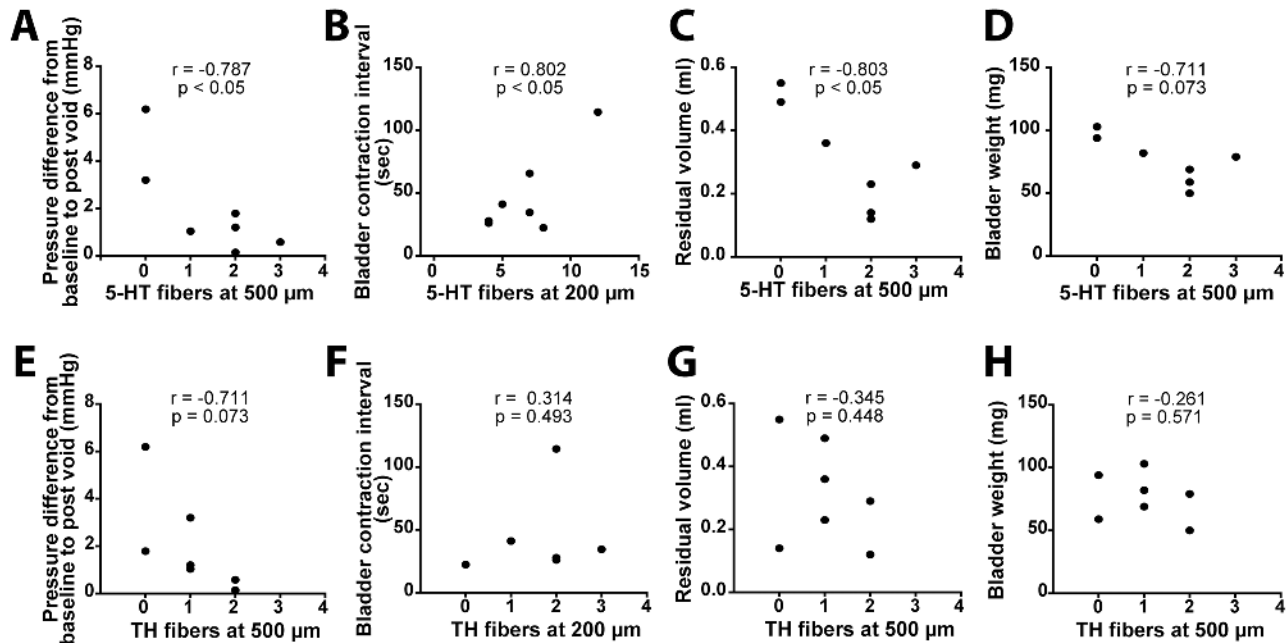 A
Pressure difference from
baseline to post void (mmHg)
r = -0.787
p < 0.05
8
6
4
2
0
0 1 2 3 4
5-HT fibers at 500 µm
B
Bladder contraction interval
(sec)
r = 0.802
p < 0.05
150
100
50
0
0 5 10 15
5-HT fibers at 200 µm
C
Residual volume (ml)
r = -0.803
p < 0.05
0.6
0.4
0.2
0.0
0 1 2 3 4
5-HT fibers at 500 µm
D
Bladder weight (mg)
r = -0.711
p = 0.073
150
100
50
0
0 1 2 3 4
5-HT fibers at 500 µm
E
Pressure difference from
baseline to post void (mmHg)
r = -0.711
p = 0.073
8
6
4
2
0
0 1 2 3 4
TH fibers at 500 µm
F
Bladder contraction interval
(sec)
r = 0.314
p = 0.493
150
100
50
0
0 1 2 3 4
TH fibers at 200 µm
G
Residual volume (ml)
r = -0.345
p = 0.448
0.6
0.4
0.2
0.0
0 1 2 3 4
TH fibers at 500 µm
H
Bladder weight (mg)
r = -0.261
p = 0.571
150
100
50
0
0 1 2 3 4
TH fibers at 500 µm